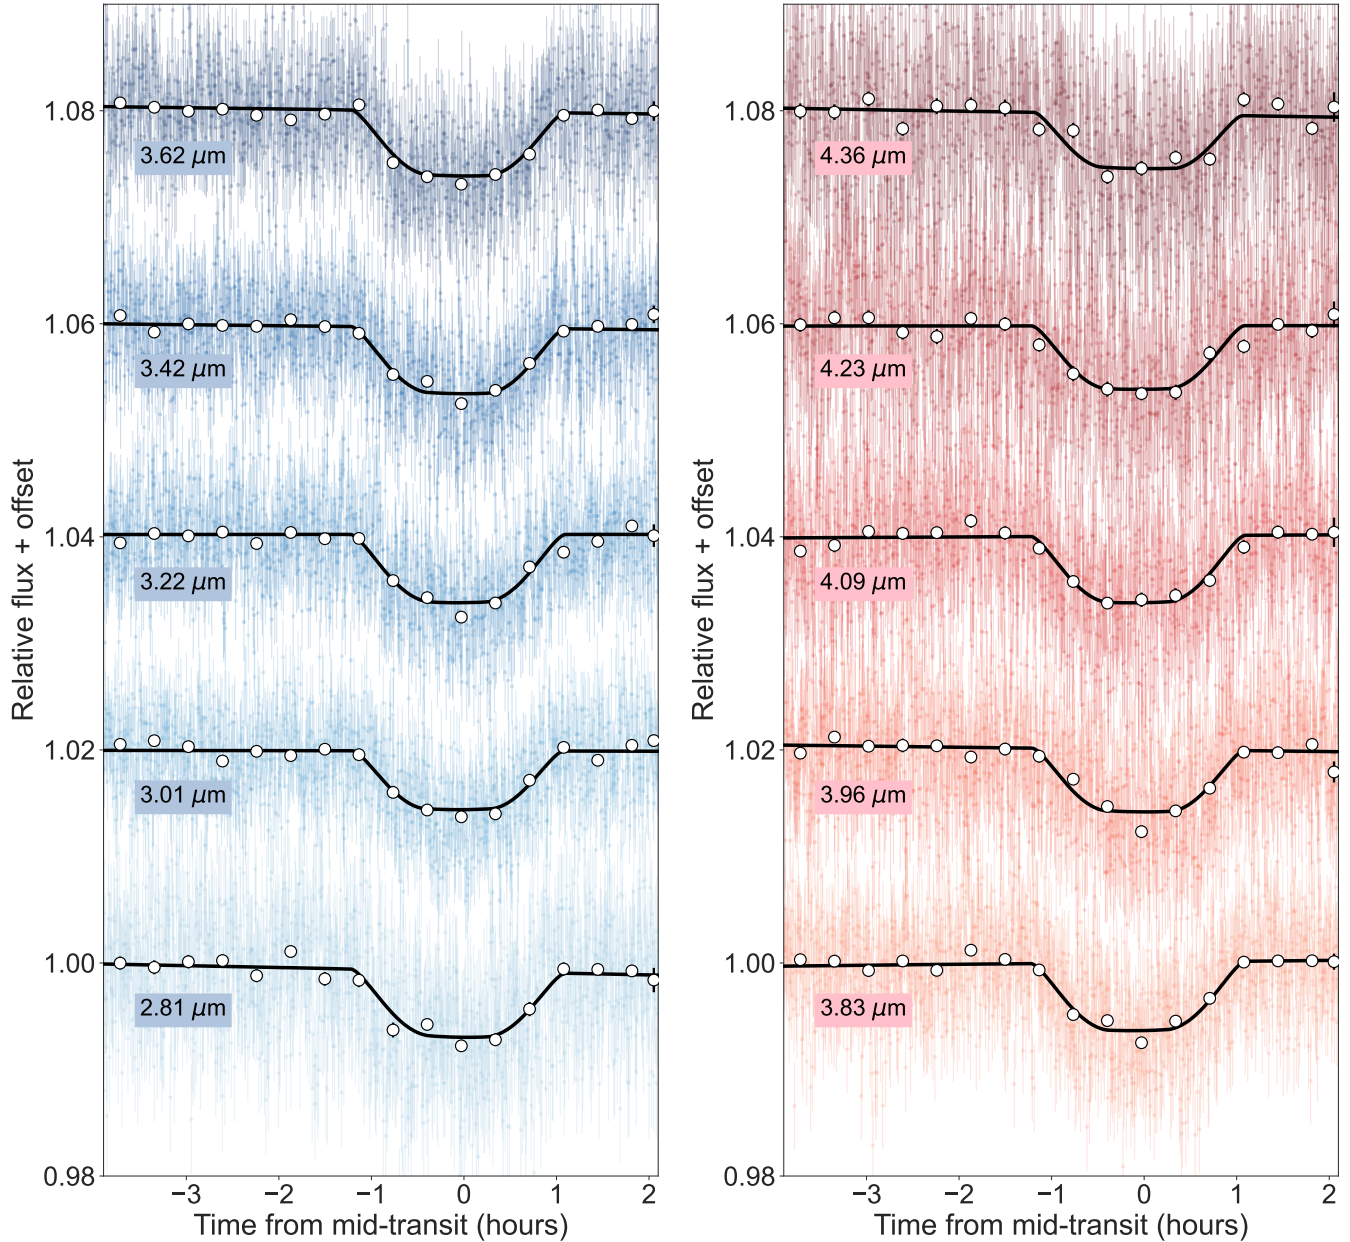 1.08
1.06
1.04
1.02
1.00
0.98
Relative flux + offset
3.62 μm
3.42 μm
3.22 μm
3.01 μm
2.81 μm
−3 −2 −1 0 1 2
Time from mid-transit (hours)
1.08
1.06
1.04
1.02
1.00
0.98
Relative flux + offset
4.36 μm
4.23 μm
4.09 μm
3.96 μm
3.83 μm
−3 −2 −1 0 1 2
Time from mid-transit (hours)